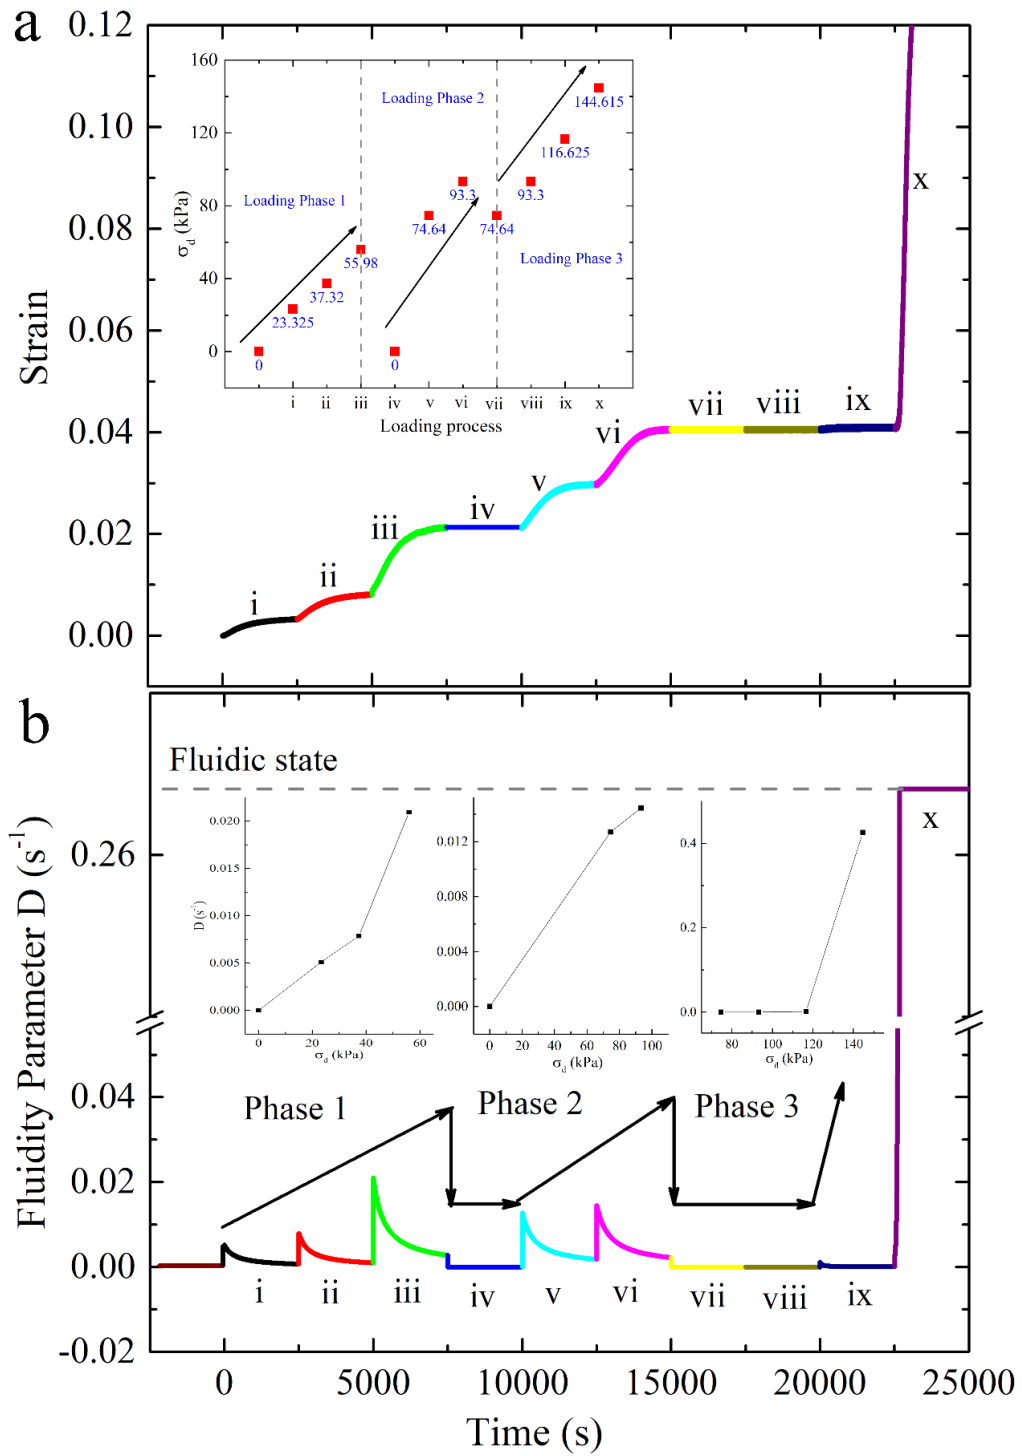 a
0.12
0.10
0.08
0.06
0.04
0.02
0.00
Strain
160
120
80
40
0
σd (kPa)
Loading Phase 1
Loading Phase 2
Loading Phase 3
0
23.325
37.32
55.98
0
74.64
93.3
74.64
93.3
116.625
144.615
i ii iii iv v vi vii viii ix x
Loading process
i
ii
iii
iv
v
vi
vii
viii
ix
x
b
Fluidic state
Fluidity Parameter D (s-1)
0.26
0.04
0.02
0.00
-0.02
x
0.020
0.015
0.010
0.005
0.000
D (s-1)
0 20 40 60
σd (kPa)
0.012
0.008
0.004
0.000
0 20 40 60 80 100
σd (kPa)
0.4
0.2
0.0
80 100 120 140
σd (kPa)
Phase 1
Phase 2
Phase 3
i ii iii iv v vi vii viii ix
0 5000 10000 15000 20000 25000
Time (s)